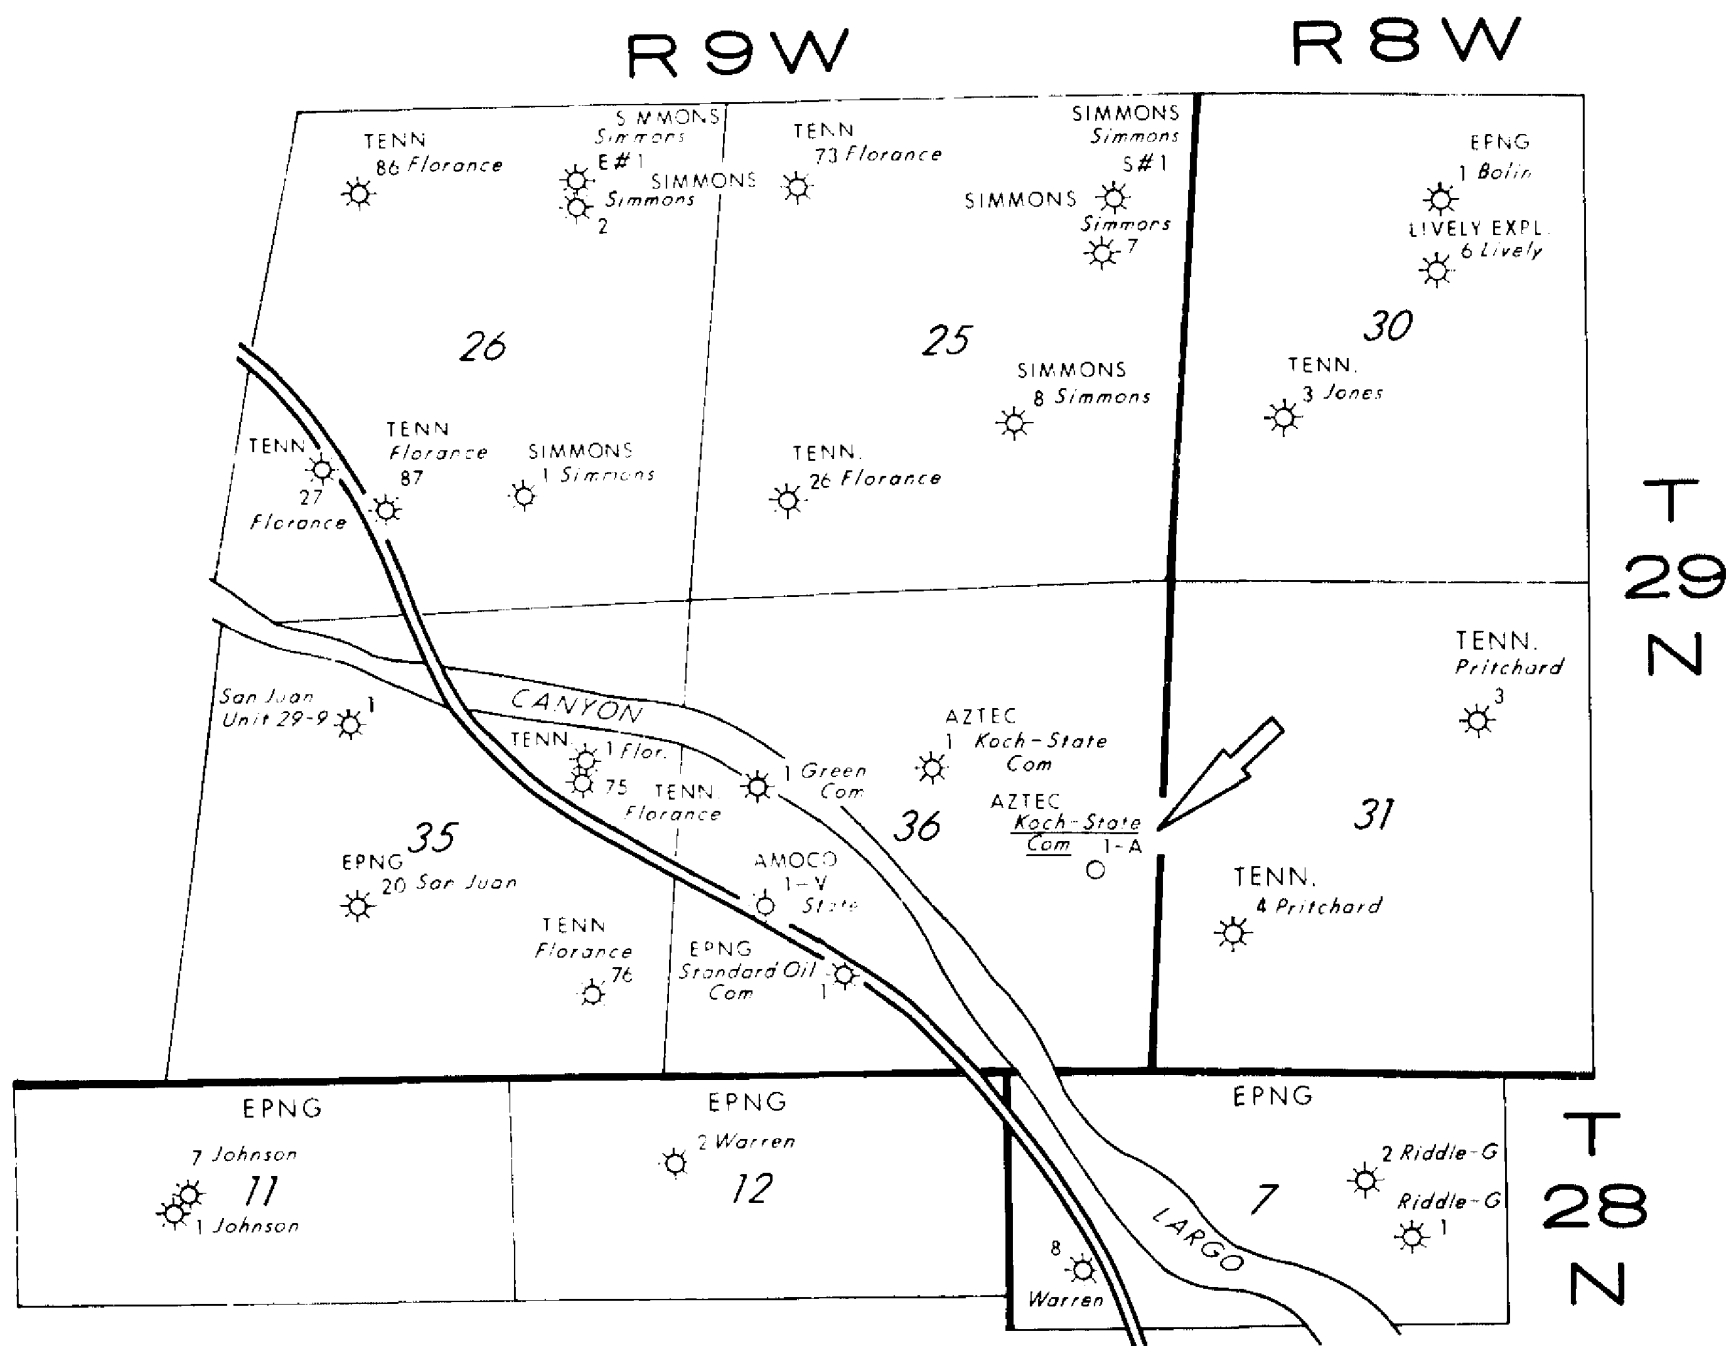 R 9 W
R 8 W
TENN
86 Florance
SIMMONS
Simmons
E#1
SIMMONS
Simmons
2
TENN
73 Florance
SIMMONS
Simmons
S#1
SIMMONS
Simmons
7
EPNG
1 Bolin
LIVELY EXPL.
6 Lively
26
25
30
SIMMONS
8 Simmons
TENN.
3 Jones
TENN
27
Florance
TENN
Florance
87
SIMMONS
1 Simmons
TENN.
26 Florance
T
29
N
San Juan
Unit 29-9
1
CANYON
TENN.
1 Flor.
75
TENN.
Florance
1 Green
Com
AZTEC
1 Koch-State
Com
AZTEC
Koch-State
Com 1-A
TENN.
Pritchard
3
35
36
31
EPNG
20 San Juan
AMOCO
1-V
State
TENN.
4 Pritchard
TENN
Florance
76
EPNG
Standard Oil
Com
1
EPNG
7 Johnson
11
1 Johnson
EPNG
2 Warren
12
EPNG
2 Riddle-G
7
Riddle-G
1
LARGO
8
Warren
T
28
N